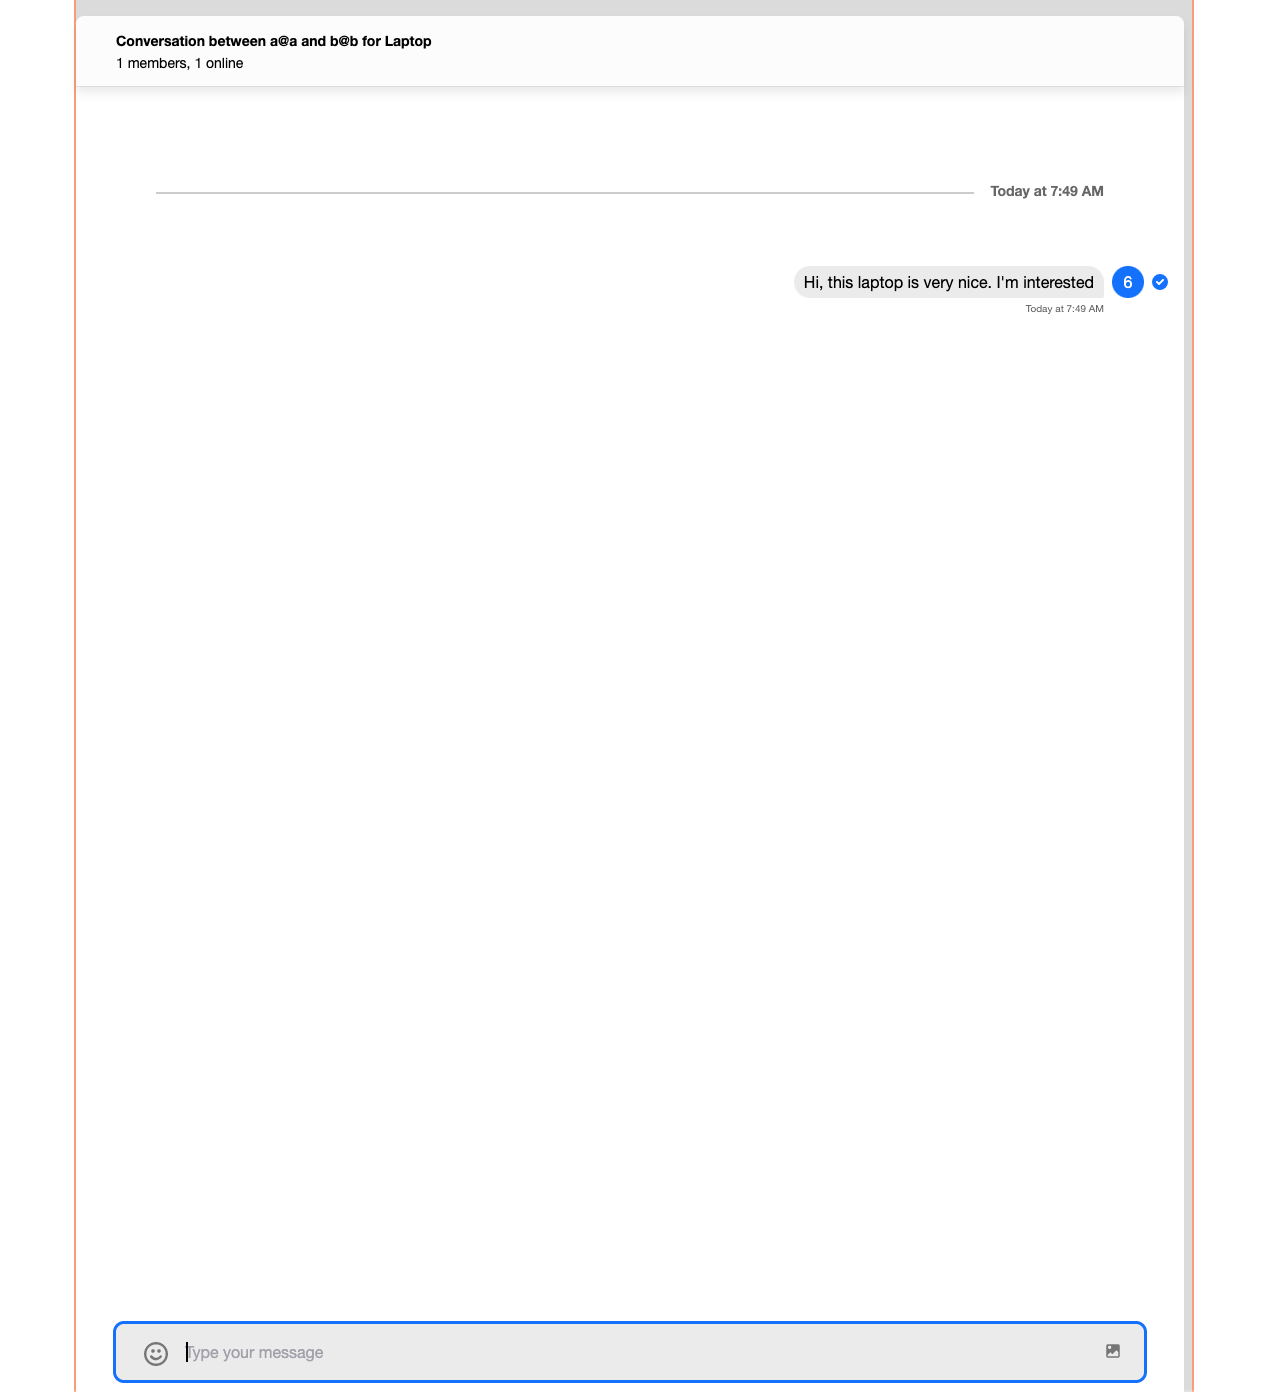 Conversation between a@a and b@b for Laptop
1 members, 1 online
Today at 7:49 AM
Hi, this laptop is very nice. I'm interested
6
Today at 7:49 AM
Type your message